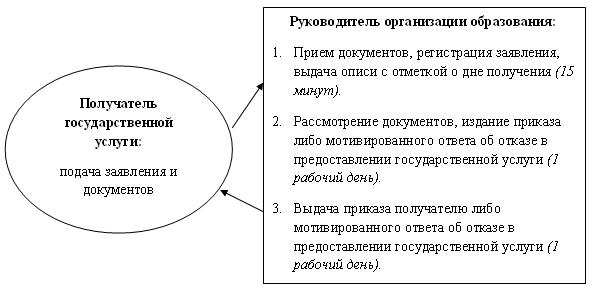 Получатель
государственной
услуги:
подача заявления и
документов
Руководитель организации образования:
1. Прием документов, регистрация заявления,
выдача описи с отметкой о дне получения (15
минут).
2. Рассмотрение документов, издание приказа
либо мотивированного ответа об отказе в
предоставлении государственной услуги (1
рабочий день).
3. Выдача приказа получателю либо
мотивированного ответа об отказе в
предоставлении государственной услуги (1
рабочий день).